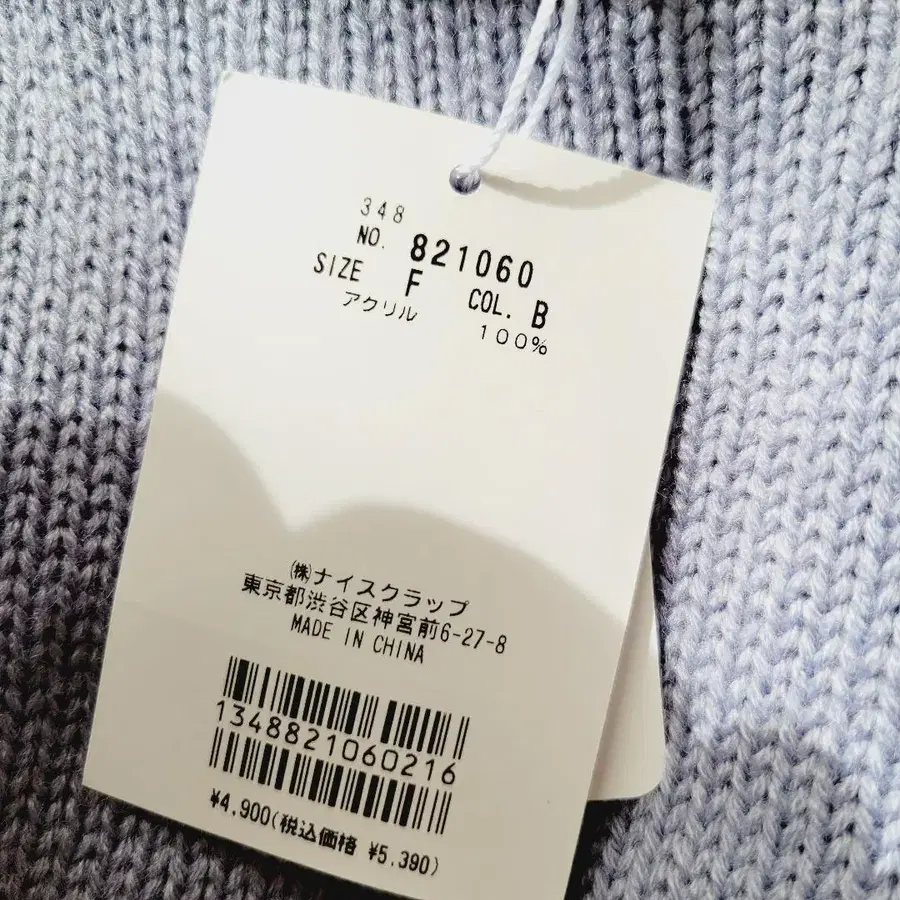 348
NO. 821060
SIZE F COL. B
アクリル 100%
㈱ナイスクラップ
東京都渋谷区神宮前6-27-8
MADE IN CHINA
1348821060216
¥4,900(税込価格 ¥5,390)